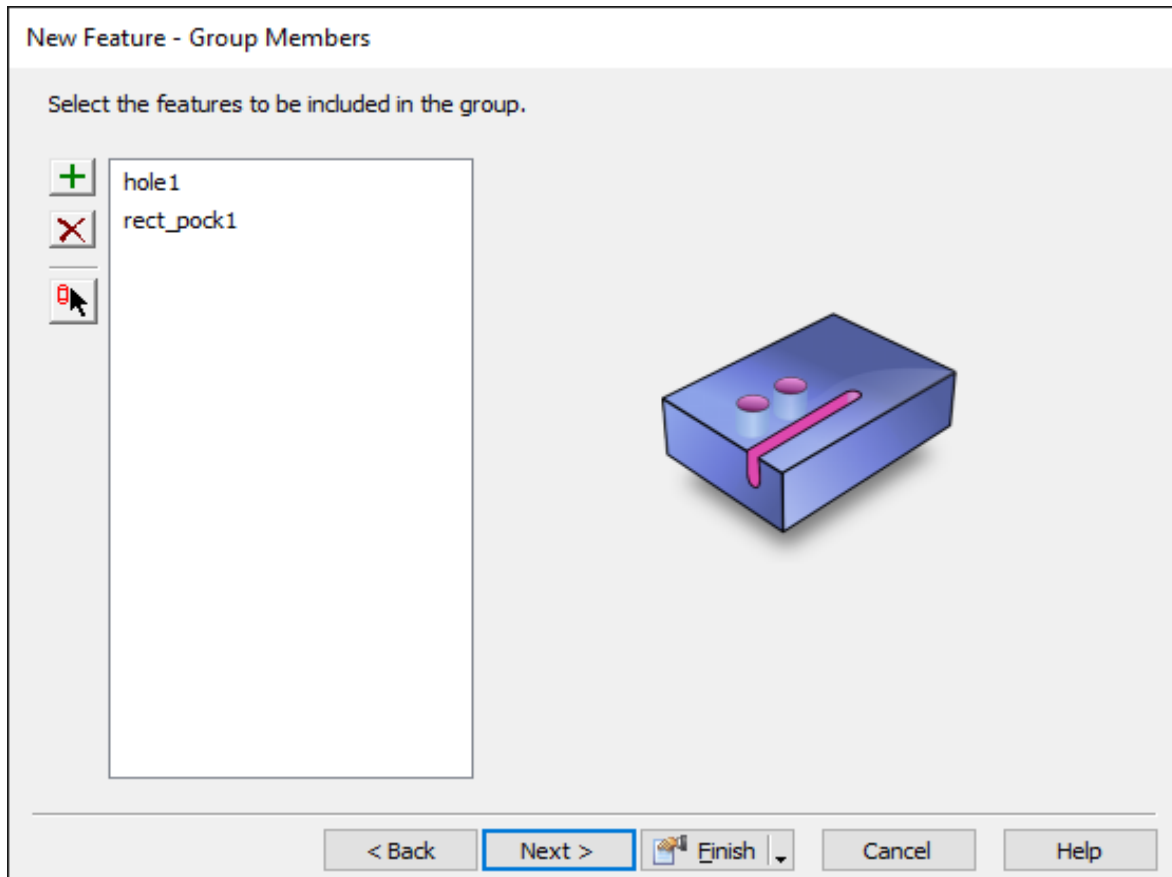 New Feature - Group Members
Select the features to be included in the group.
hole1
rect_pock1
< Back
Next >
Finish
Cancel
Help